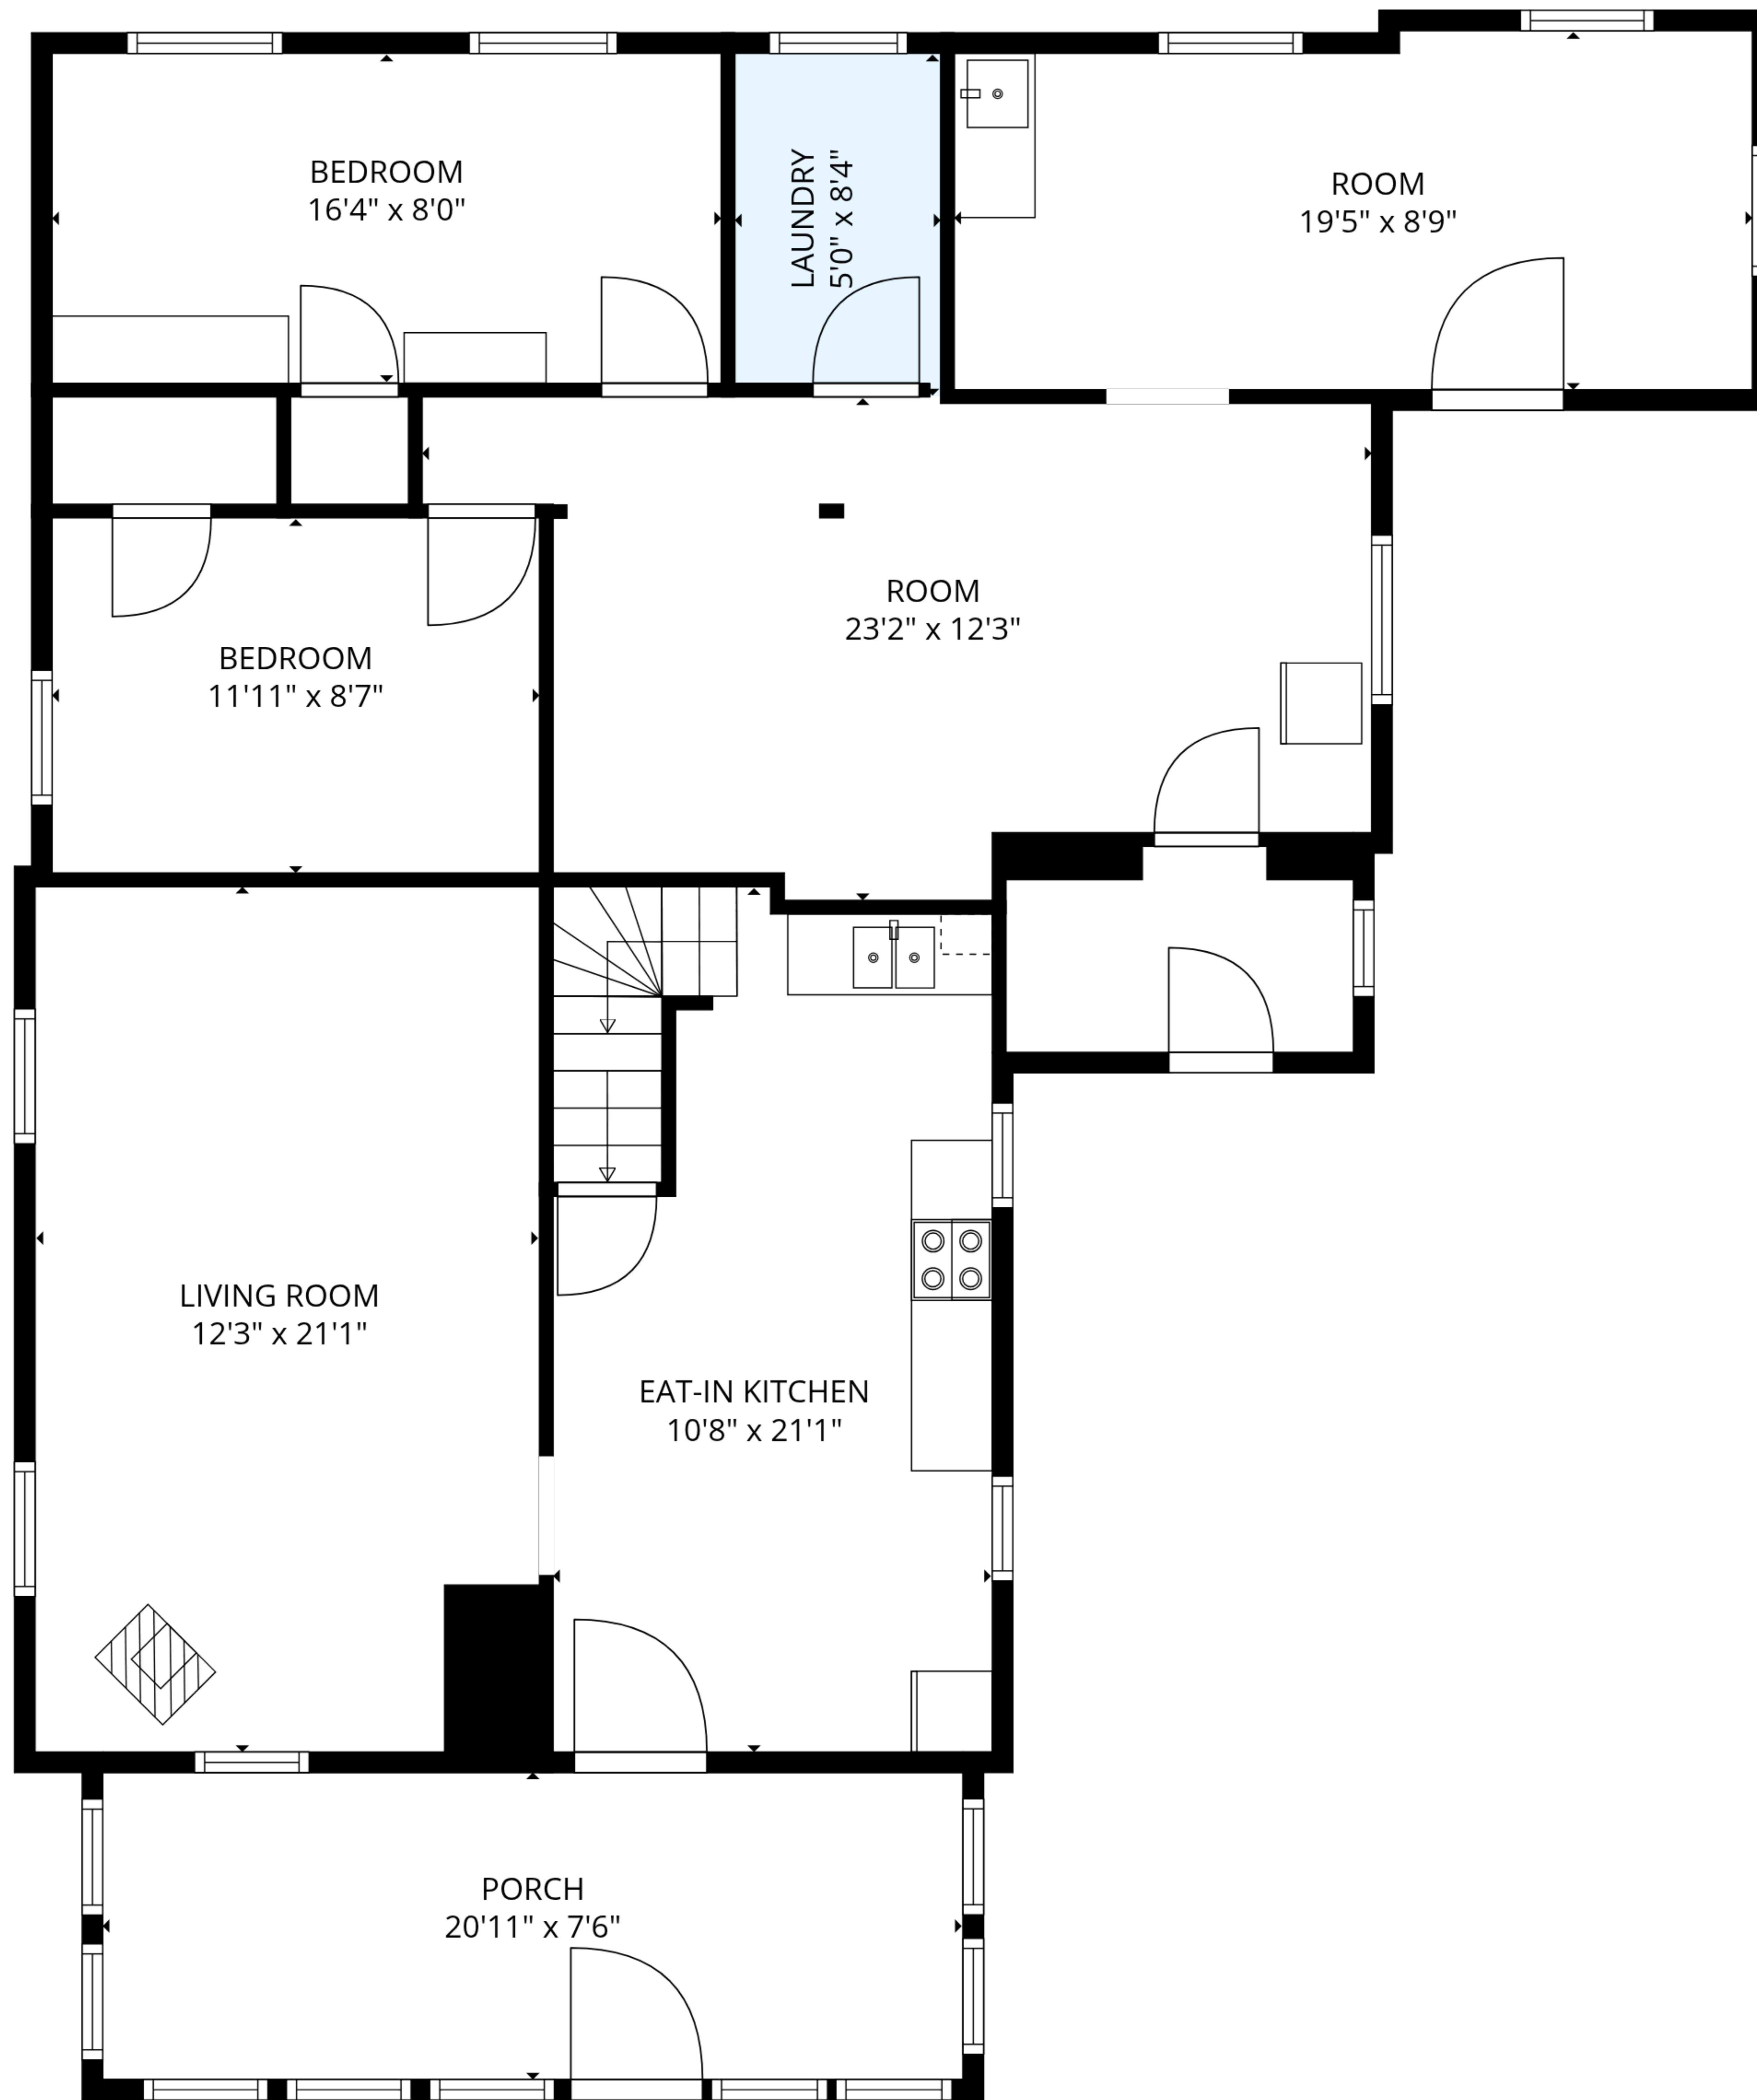 BEDROOM
16'4" x 8'0"
LAUNDRY
5'0" x 8'4"
ROOM
19'5" x 8'9"
ROOM
23'2" x 12'3"
BEDROOM
11'11" x 8'7"
LIVING ROOM
12'3" x 21'1"
EAT-IN KITCHEN
10'8" x 21'1"
PORCH
20'11" x 7'6"